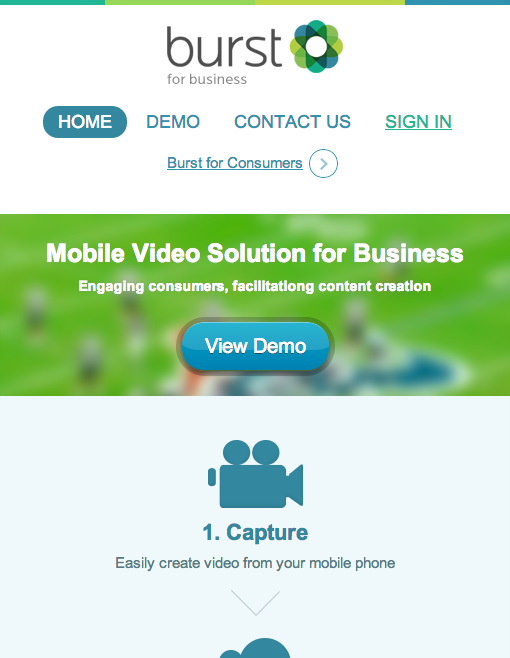 burst
for business
HOME DEMO CONTACT US SIGN IN
Burst for Consumers
Mobile Video Solution for Business
Engaging consumers, facilitationg content creation
View Demo
1. Capture
Easily create video from your mobile phone